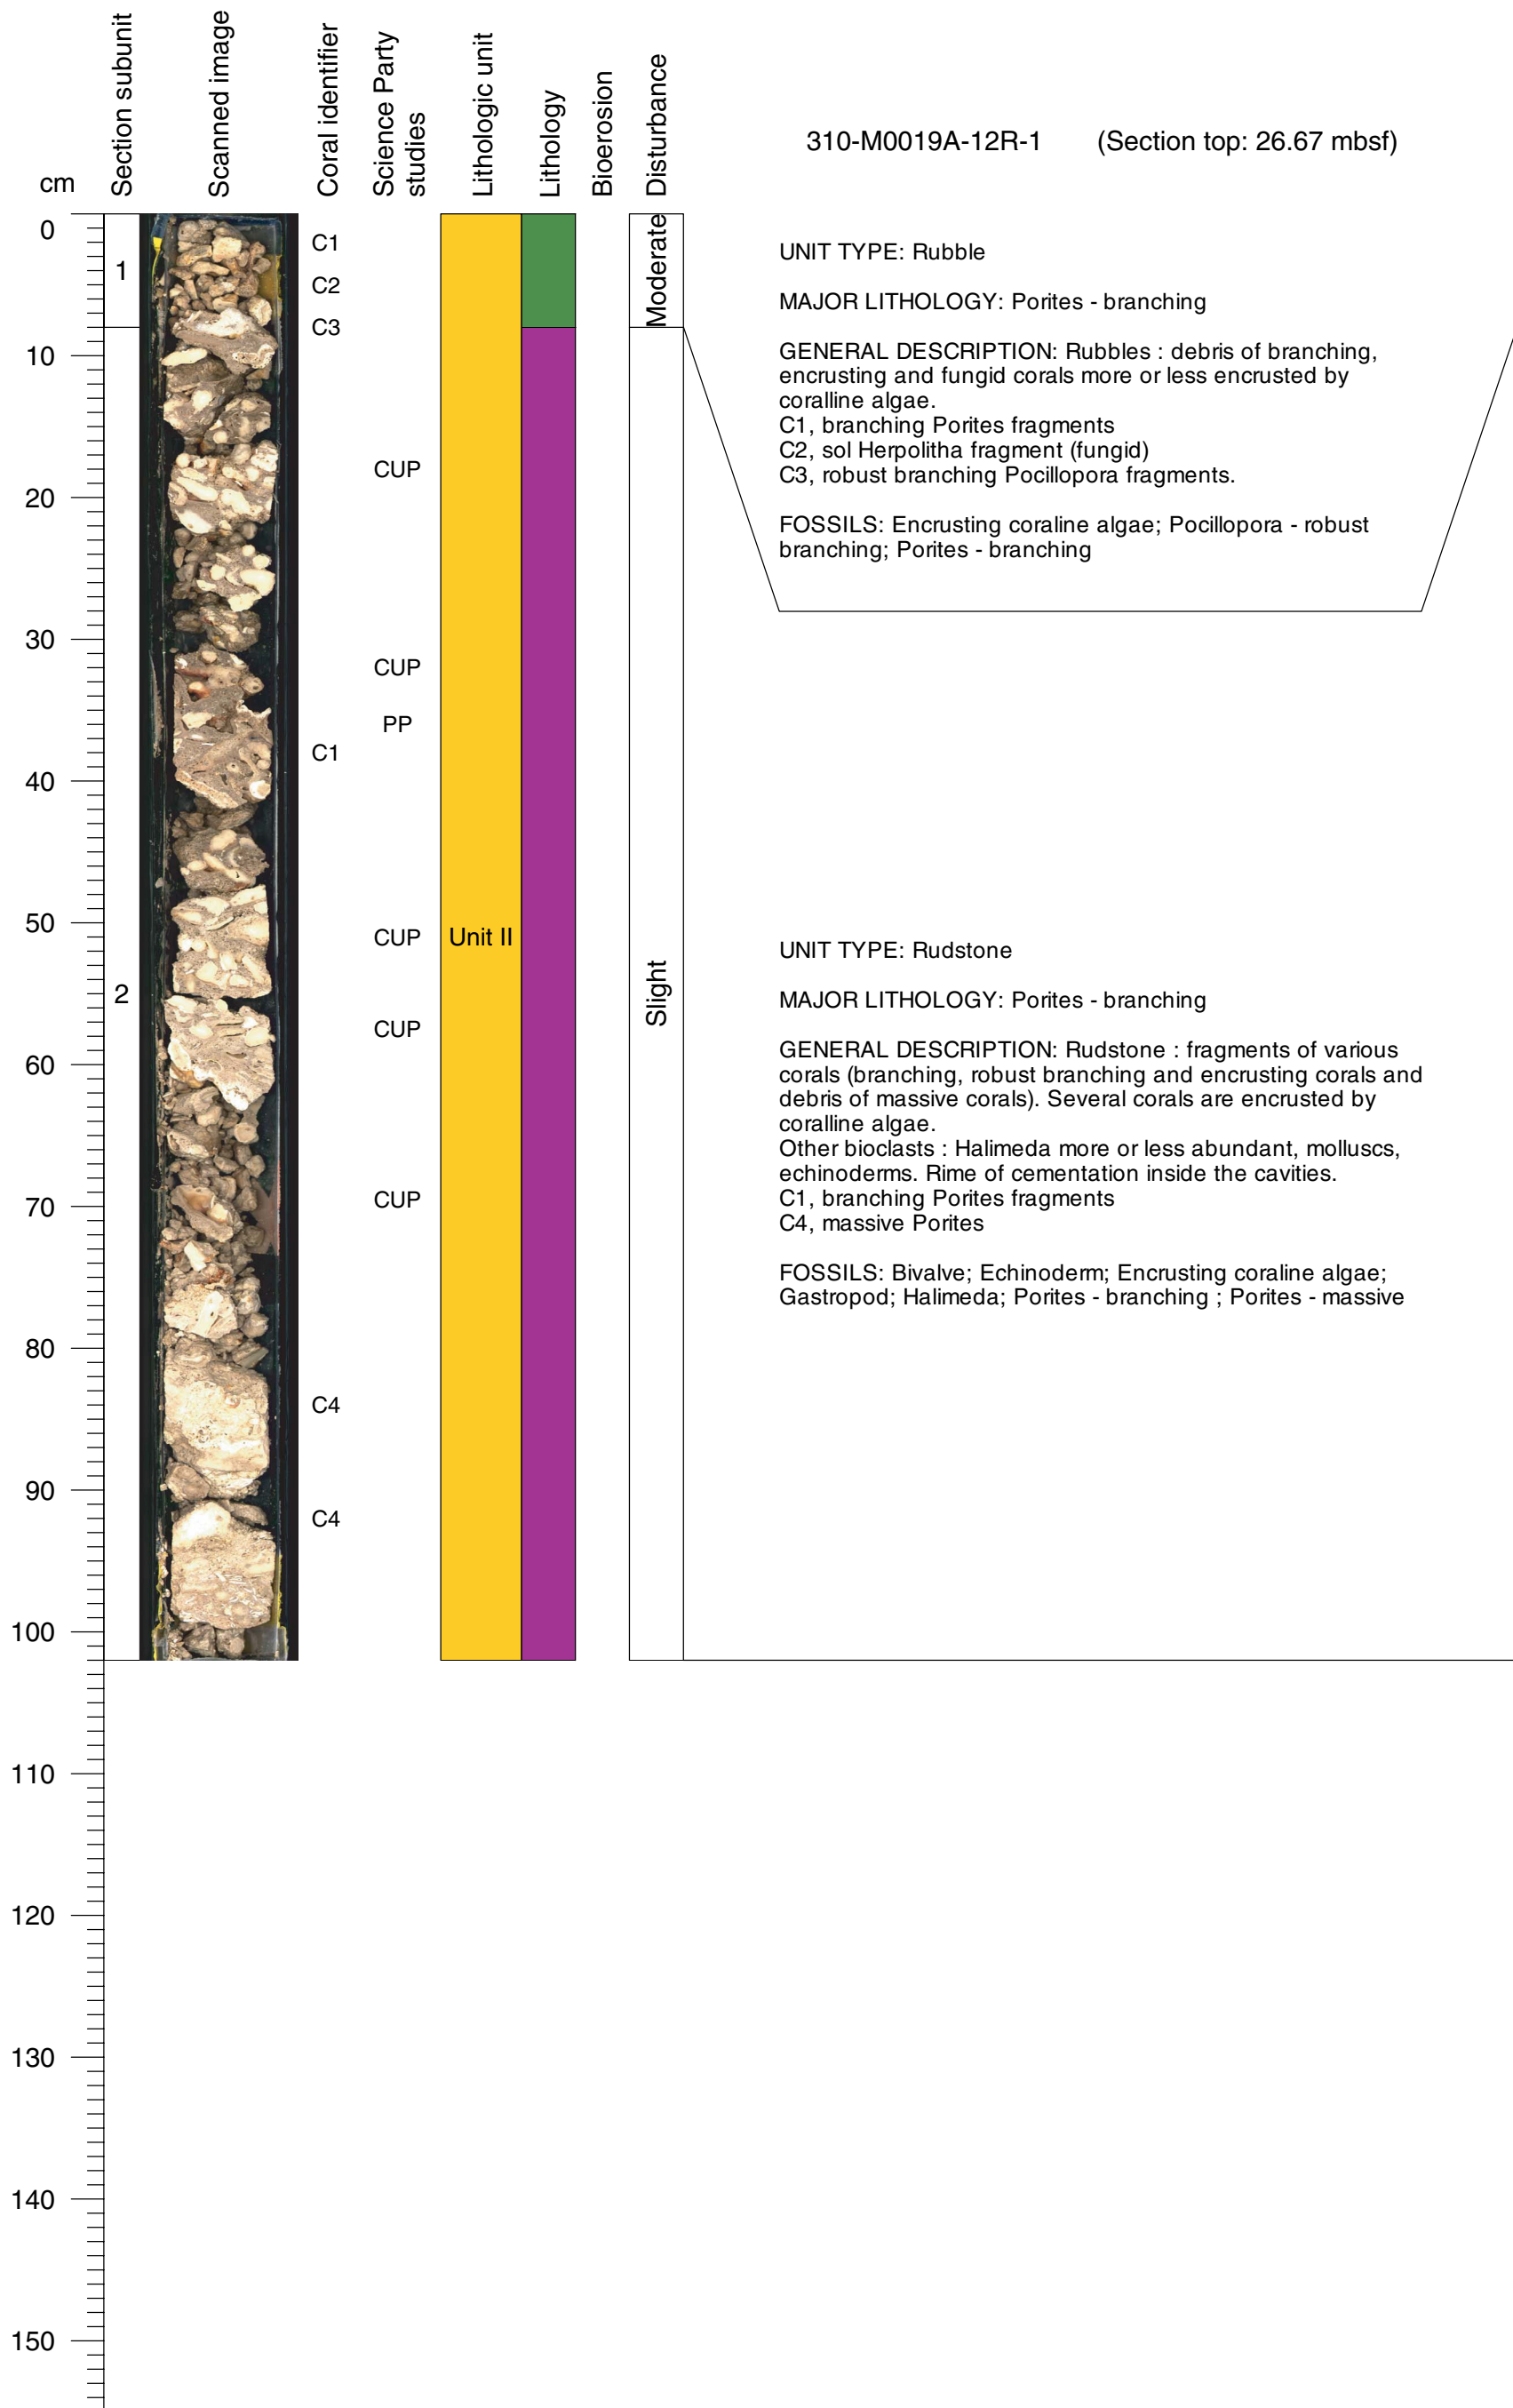 310-M0019A-12R-1 (Section top: 26.67 mbsf)
cm
Section subunit
Scanned image
Coral identifier
Science Party
studies
Lithologic unit
Lithology
Bioerosion
Disturbance
0
10
20
30
40
50
60
70
80
90
100
110
120
130
140
150
1
2
C1
C2
C3
C1
C4
C4
CUP
CUP
PP
CUP
CUP
CUP
Unit II
Moderate
Slight
UNIT TYPE: Rubble
MAJOR LITHOLOGY: Porites - branching
GENERAL DESCRIPTION: Rubbles : debris of branching,
encrusting and fungid corals more or less encrusted by
coralline algae.
C1, branching Porites fragments
C2, sol Herpolitha fragment (fungid)
C3, robust branching Pocillopora fragments.
FOSSILS: Encrusting coraline algae; Pocillopora - robust
branching; Porites - branching
UNIT TYPE: Rudstone
MAJOR LITHOLOGY: Porites - branching
GENERAL DESCRIPTION: Rudstone : fragments of various
corals (branching, robust branching and encrusting corals and
debris of massive corals). Several corals are encrusted by
coralline algae.
Other bioclasts : Halimeda more or less abundant, molluscs,
echinoderms. Rime of cementation inside the cavities.
C1, branching Porites fragments
C4, massive Porites
FOSSILS: Bivalve; Echinoderm; Encrusting coraline algae;
Gastropod; Halimeda; Porites - branching ; Porites - massive